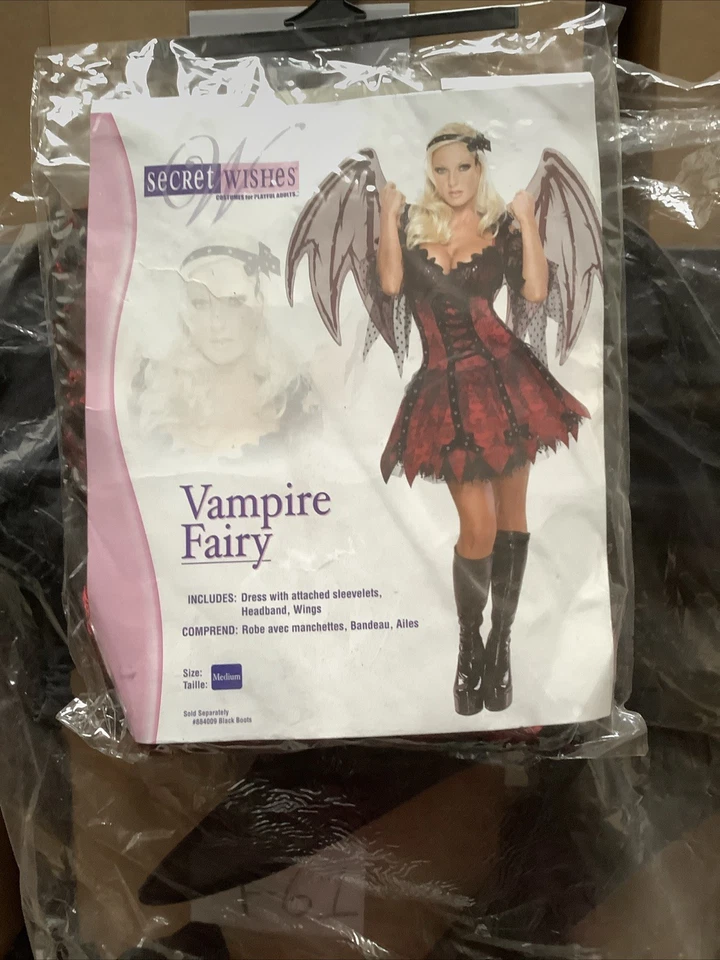 SECRET WISHES
COSTUMES for PLAYFUL ADULTS
Vampire
Fairy
INCLUDES: Dress with attached sleevelets,
Headband, Wings
COMPREND: Robe avec manchettes, Bandeau, Ailes
Size:
Taille: Medium
Sold Separately
#884009 Black Boots